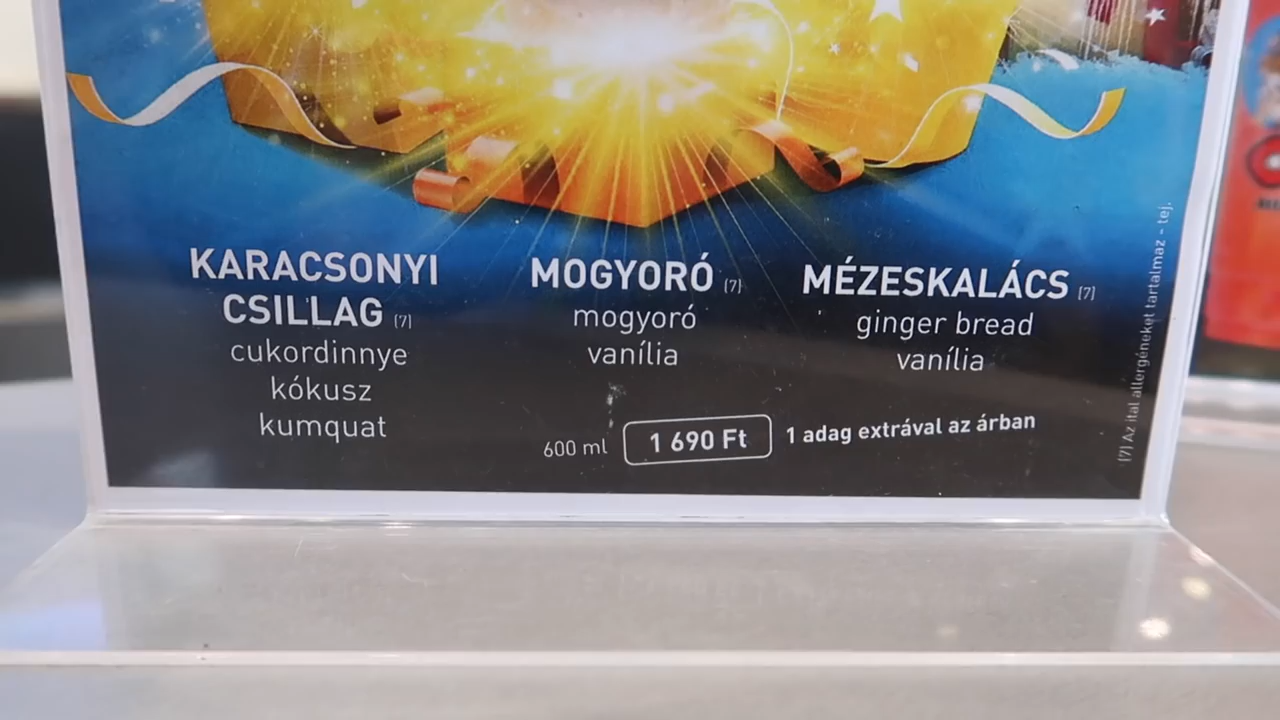 KARACSONYI
CSILLAG (7)
cukordinnye
kókusz
kumquat
MOGYORÓ (7)
mogyoró
vanília
MÉZESKALÁCS (7)
ginger bread
vanília
600 ml 1 690 Ft 1 adag extrával az árban
(7) Az ital allergéneket tartalmaz - tej.